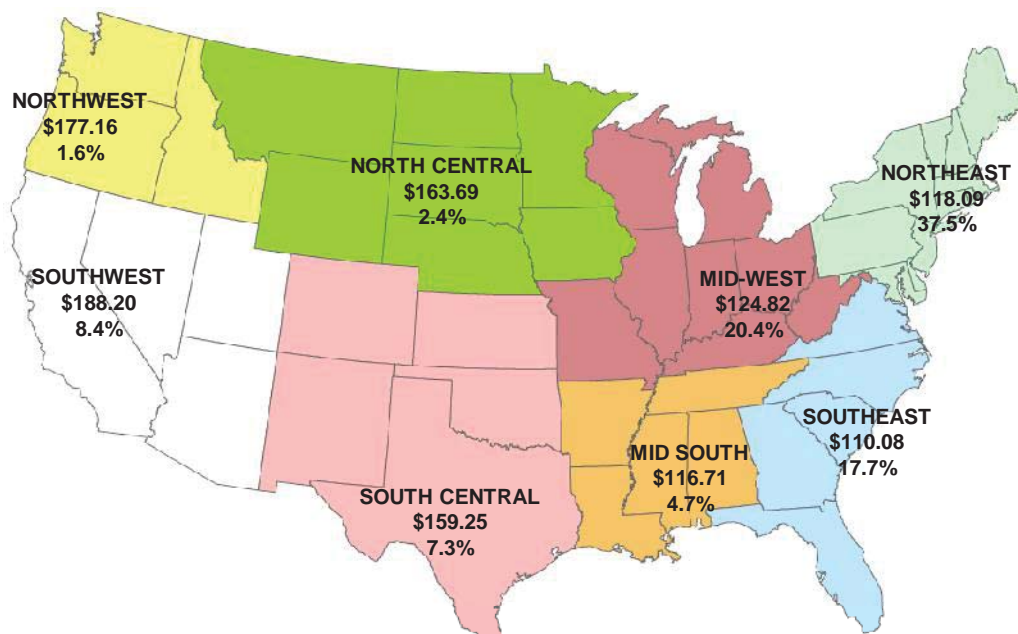 NORTHWEST
$177.16
1.6%
NORTH CENTRAL
$163.69
2.4%
NORTHEAST
$118.09
37.5%
SOUTHWEST
$188.20
8.4%
MID-WEST
$124.82
20.4%
SOUTHEAST
$110.08
17.7%
MID SOUTH
$116.71
4.7%
SOUTH CENTRAL
$159.25
7.3%